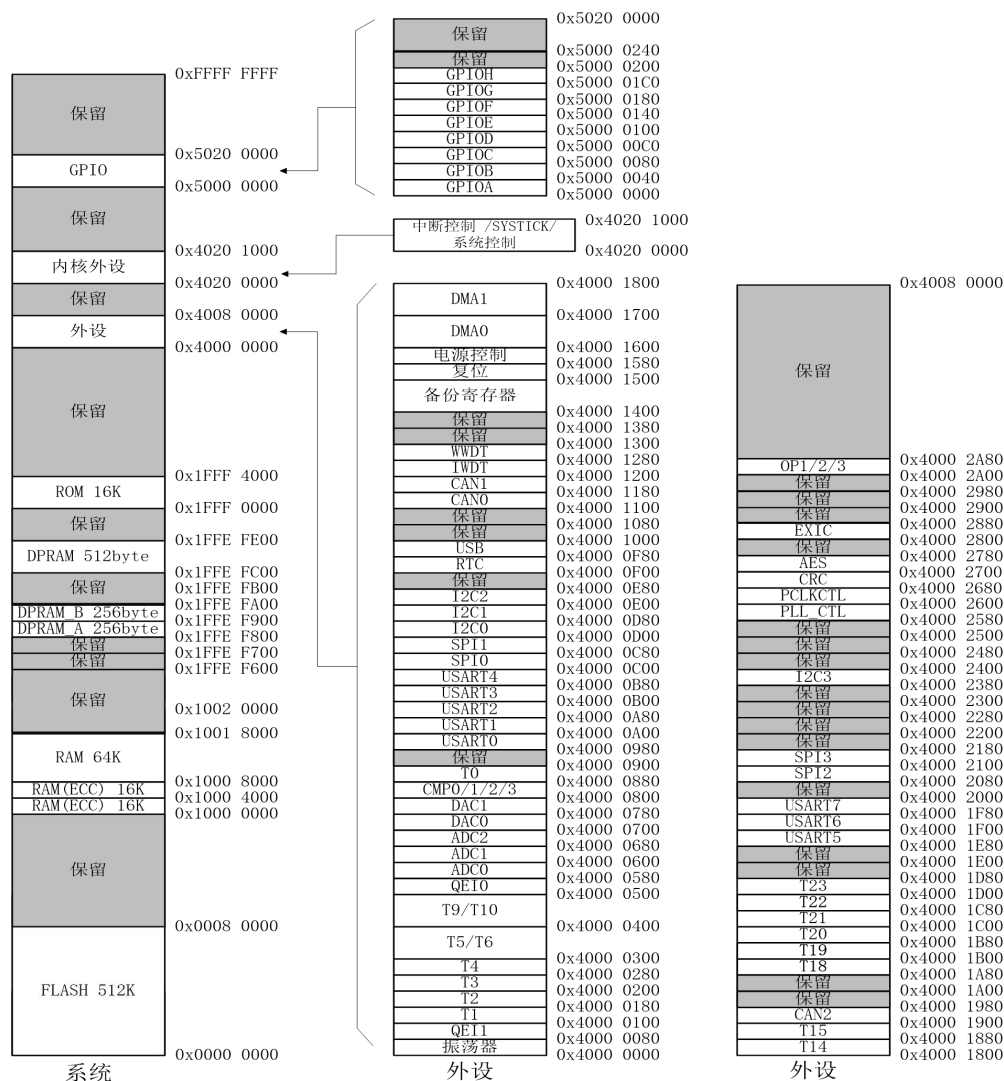 0xFFFF FFFF
保留
0x5020 0000
GPIO
0x5000 0000
保留
0x4020 1000
内核外设
0x4020 0000
保留
0x4008 0000
外设
0x4000 0000
保留
0x1FFF 4000
ROM 16K
0x1FFF 0000
保留
0x1FFE FE00
DPRAM 512byte
0x1FFE FC00
保留
0x1FFE FB00
0x1FFE FA00
DPRAM_B 256byte
0x1FFE F900
DPRAM_A 256byte
0x1FFE F800
保留
0x1FFE F700
保留
0x1FFE F600
保留
0x1002 0000
0x1001 8000
RAM 64K
0x1000 8000
RAM(ECC) 16K
0x1000 4000
RAM(ECC) 16K
0x1000 0000
保留
0x0008 0000
FLASH 512K
0x0000 0000
系统
0x5020 0000
保留
0x5000 0240
保留
0x5000 0200
GPIOH
0x5000 01C0
GPIOG
0x5000 0180
GPIOF
0x5000 0140
GPIOE
0x5000 0100
GPIOD
0x5000 00C0
GPIOC
0x5000 0080
GPIOB
0x5000 0040
GPIOA
0x5000 0000
0x4020 1000
中断控制 /SYSTICK/
系统控制
0x4020 0000
0x4000 1800
DMA1
0x4000 1700
DMA0
0x4000 1600
电源控制
0x4000 1580
复位
0x4000 1500
备份寄存器
0x4000 1400
保留
0x4000 1380
保留
0x4000 1300
WWDT
0x4000 1280
IWDT
0x4000 1200
CAN1
0x4000 1180
CAN0
0x4000 1100
保留
0x4000 1080
保留
0x4000 1000
USB
0x4000 0F80
RTC
0x4000 0F00
保留
0x4000 0E80
I2C2
0x4000 0E00
I2C1
0x4000 0D80
I2C0
0x4000 0D00
SPI1
0x4000 0C80
SPI0
0x4000 0C00
USART4
0x4000 0B80
USART3
0x4000 0B00
USART2
0x4000 0A80
USART1
0x4000 0A00
USART0
0x4000 0980
保留
0x4000 0900
T0
0x4000 0880
CMP0/1/2/3
0x4000 0800
DAC1
0x4000 0780
DAC0
0x4000 0700
ADC2
0x4000 0680
ADC1
0x4000 0600
ADC0
0x4000 0580
QEI0
0x4000 0500
T9/T10
0x4000 0400
T5/T6
0x4000 0300
T4
0x4000 0280
T3
0x4000 0200
T2
0x4000 0180
T1
0x4000 0100
QEI1
0x4000 0080
振荡器
0x4000 0000
外设
0x4008 0000
保留
0x4000 2A80
OP1/2/3
0x4000 2A00
保留
0x4000 2980
保留
0x4000 2900
保留
0x4000 2880
EXIC
0x4000 2800
保留
0x4000 2780
AES
0x4000 2700
CRC
0x4000 2680
PCLKCTL
0x4000 2600
PLL_CTL
0x4000 2580
保留
0x4000 2500
保留
0x4000 2480
保留
0x4000 2400
I2C3
0x4000 2380
保留
0x4000 2300
保留
0x4000 2280
保留
0x4000 2200
保留
0x4000 2180
SPI3
0x4000 2100
SPI2
0x4000 2080
保留
0x4000 2000
USART7
0x4000 1F80
USART6
0x4000 1F00
USART5
0x4000 1E80
保留
0x4000 1E00
保留
0x4000 1D80
T23
0x4000 1D00
T22
0x4000 1C80
T21
0x4000 1C00
T20
0x4000 1B80
T19
0x4000 1B00
T18
0x4000 1A80
保留
0x4000 1A00
保留
0x4000 1980
CAN2
0x4000 1900
T15
0x4000 1880
T14
0x4000 1800
外设